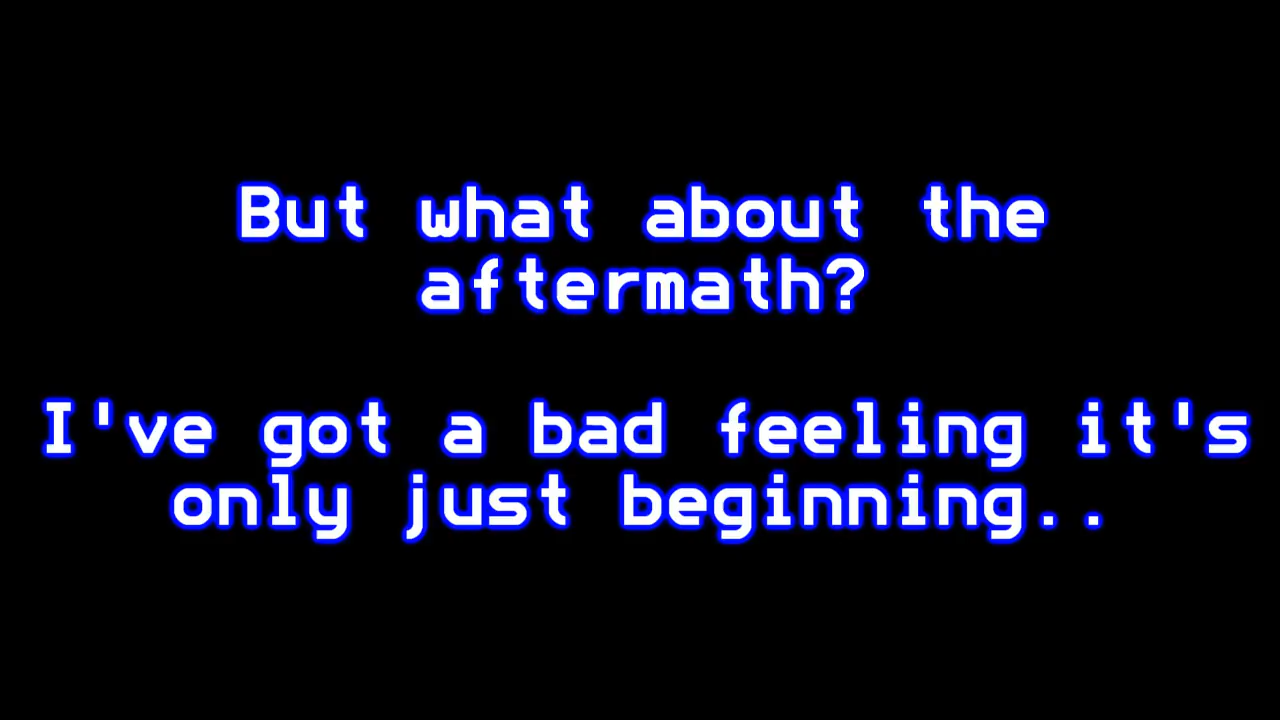 But what about the
aftermath?
I've got a bad feeling it's
only just beginning..